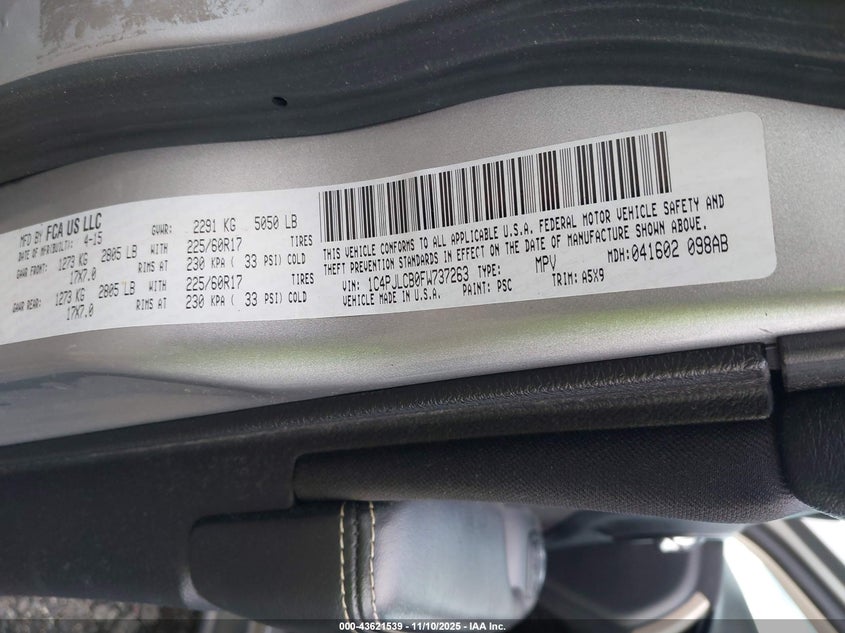 MFD BY FCA US LLC
DATE OF MFR(BUILT): 4-15 GVWR: 2291 KG 5050 LB
GAWR FRONT: 1273 KG 2805 LB WITH 225/60R17 TIRES
17X7.0 RIMS AT 230 KPA ( 33 PSI) COLD
GAWR REAR: 1273 KG 2805 LB WITH 225/60R17 TIRES
17X7.0 RIMS AT 230 KPA ( 33 PSI) COLD
THIS VEHICLE CONFORMS TO ALL APPLICABLE U.S.A. FEDERAL MOTOR VEHICLE SAFETY AND
THEFT PREVENTION STANDARDS IN EFFECT ON THE DATE OF MANUFACTURE SHOWN ABOVE.
VIN: 1C4PJLCB0FW737263 TYPE: MPV MDH:041602 098AB
VEHICLE MADE IN U.S.A. PAINT: PSC TRIM: A5X9
000-43621539 - 11/10/2025 - IAA Inc.